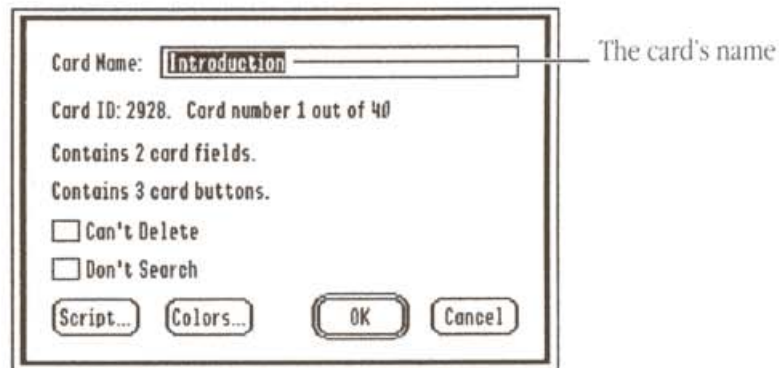 Card Name: Introduction
The card's name
Card ID: 2928. Card number 1 out of 40
Contains 2 card fields.
Contains 3 card buttons.
Can't Delete
Don't Search
Script... Colors... OK Cancel